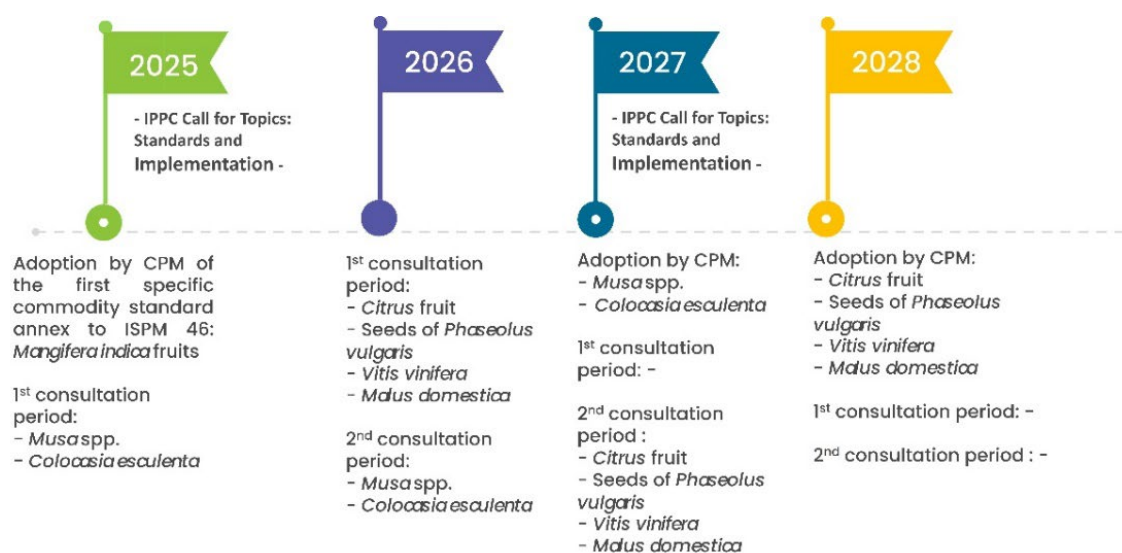 2025
- IPPC Call for Topics:
Standards and
Implementation -
Adoption by CPM of
the first specific
commodity standard
annex to ISPM 46:
Mangifera indica fruits
1st consultation
period:
- Musa spp.
- Colocasia esculenta
2026
1st consultation
period:
- Citrus fruit
- Seeds of Phaseolus
vulgaris
- Vitis vinifera
- Malus domestica
2nd consultation
period:
- Musa spp.
- Colocasia esculenta
2027
- IPPC Call for Topics:
Standards and
Implementation -
Adoption by CPM:
- Musa spp.
- Colocasia esculenta
1st consultation
period: -
2nd consultation
period :
- Citrus fruit
- Seeds of Phaseolus
vulgaris
- Vitis vinifera
- Malus domestica
2028
Adoption by CPM:
- Citrus fruit
- Seeds of Phaseolus
vulgaris
- Vitis vinifera
- Malus domestica
1st consultation period: -
2nd consultation period : -